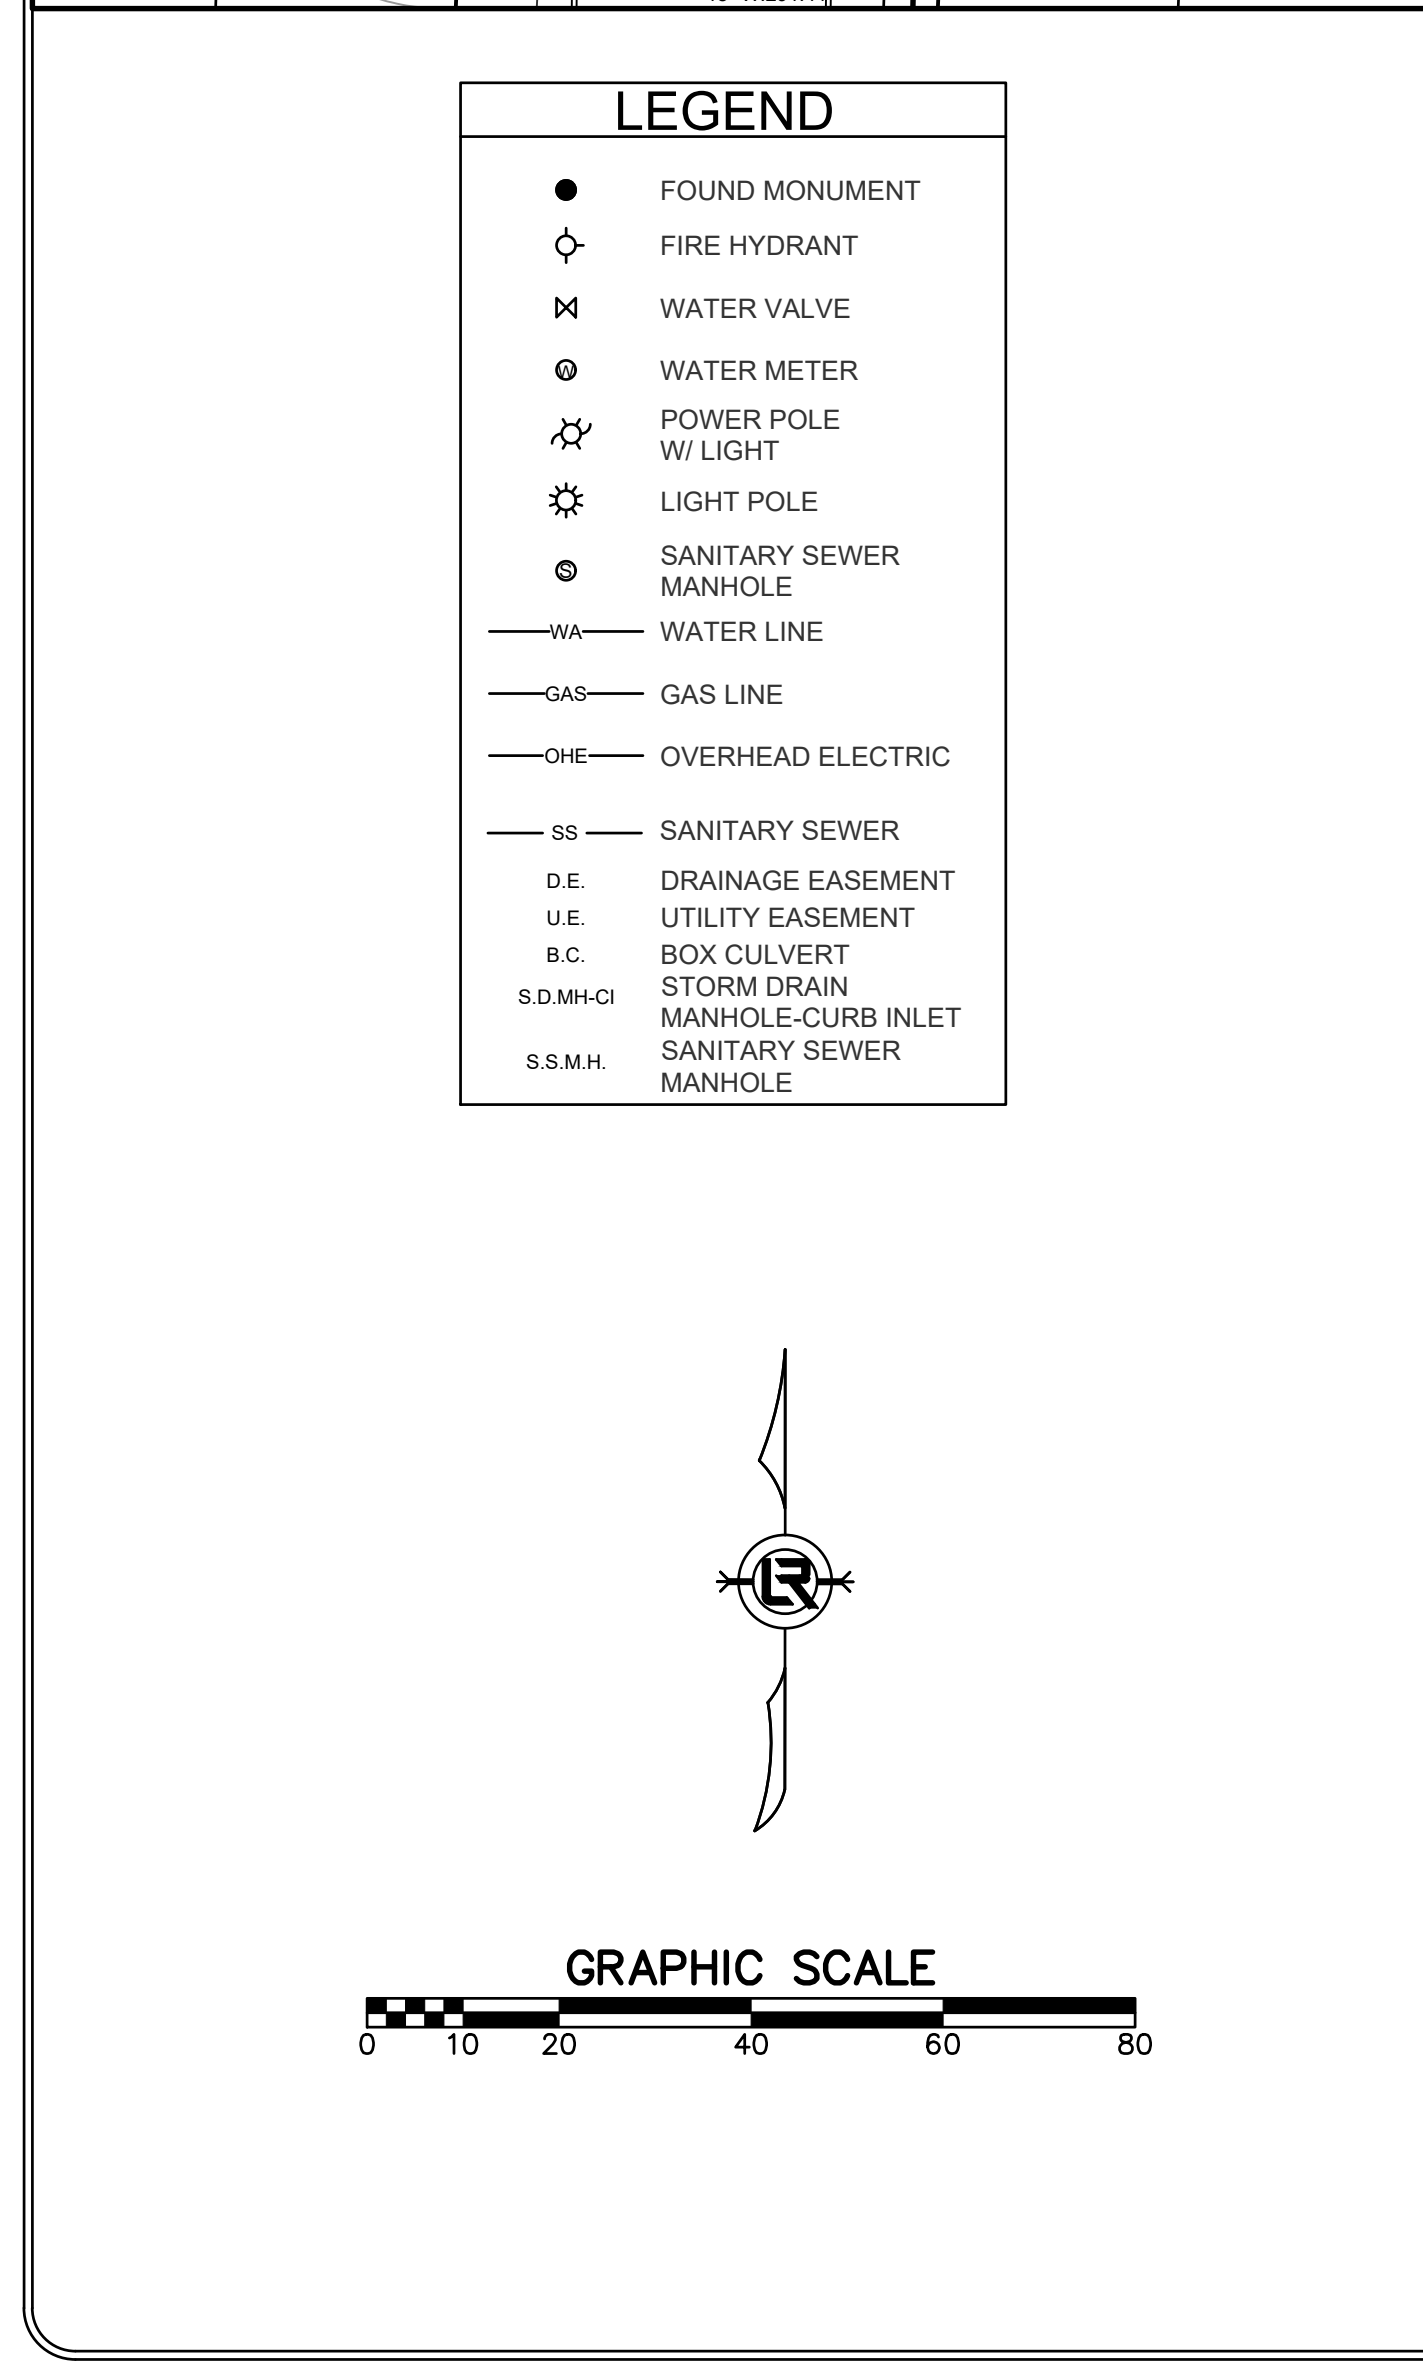 LEGEND
FOUND MONUMENT
FIRE HYDRANT
WATER VALVE
W WATER METER
POWER POLE
W/ LIGHT
LIGHT POLE
S SANITARY SEWER
MANHOLE
WA WATER LINE
GAS GAS LINE
OHE OVERHEAD ELECTRIC
SS SANITARY SEWER
D.E. DRAINAGE EASEMENT
U.E. UTILITY EASEMENT
B.C. BOX CULVERT
S.D.MH-CI STORM DRAIN
MANHOLE-CURB INLET
S.S.M.H. SANITARY SEWER
MANHOLE
LR
GRAPHIC SCALE
0 10 20 40 60 80